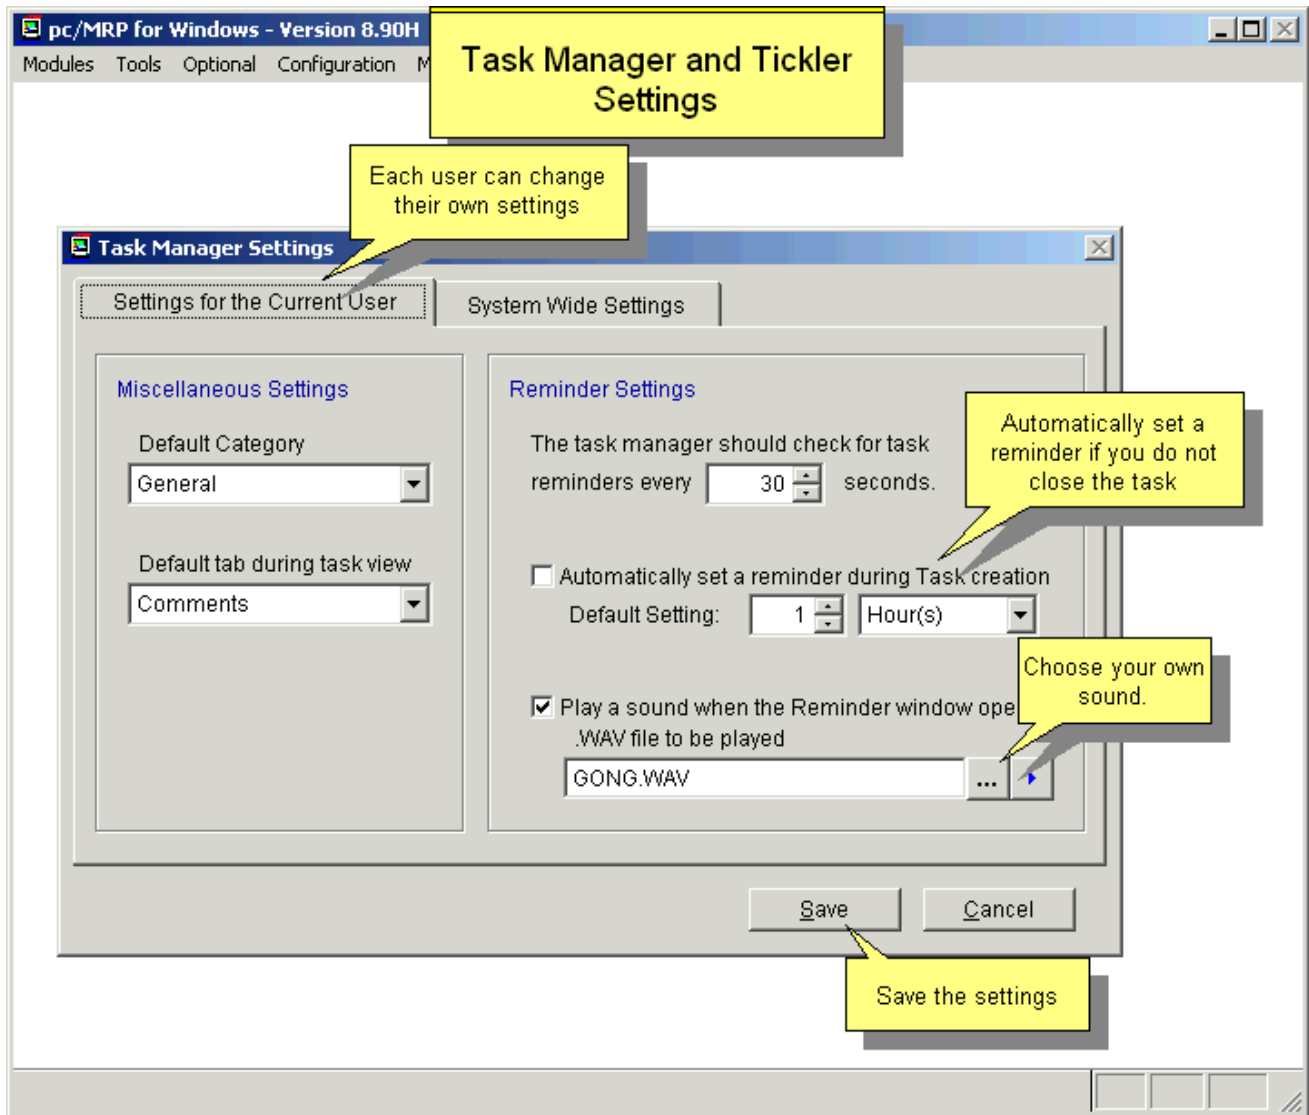 pc/MRP for Windows - Version 8.90H
Modules Tools Optional Configuration M
Task Manager and Tickler
Settings
Each user can change
their own settings
Task Manager Settings
Settings for the Current User
System Wide Settings
Miscellaneous Settings
Default Category
General
Default tab during task view
Comments
Reminder Settings
The task manager should check for task
reminders every 30 seconds.
Automatically set a
reminder if you do not
close the task
Automatically set a reminder during Task creation
Default Setting: 1 Hour(s)
Choose your own
sound.
Play a sound when the Reminder window ope
.WAV file to be played
GONG.WAV ...
Save Cancel
Save the settings